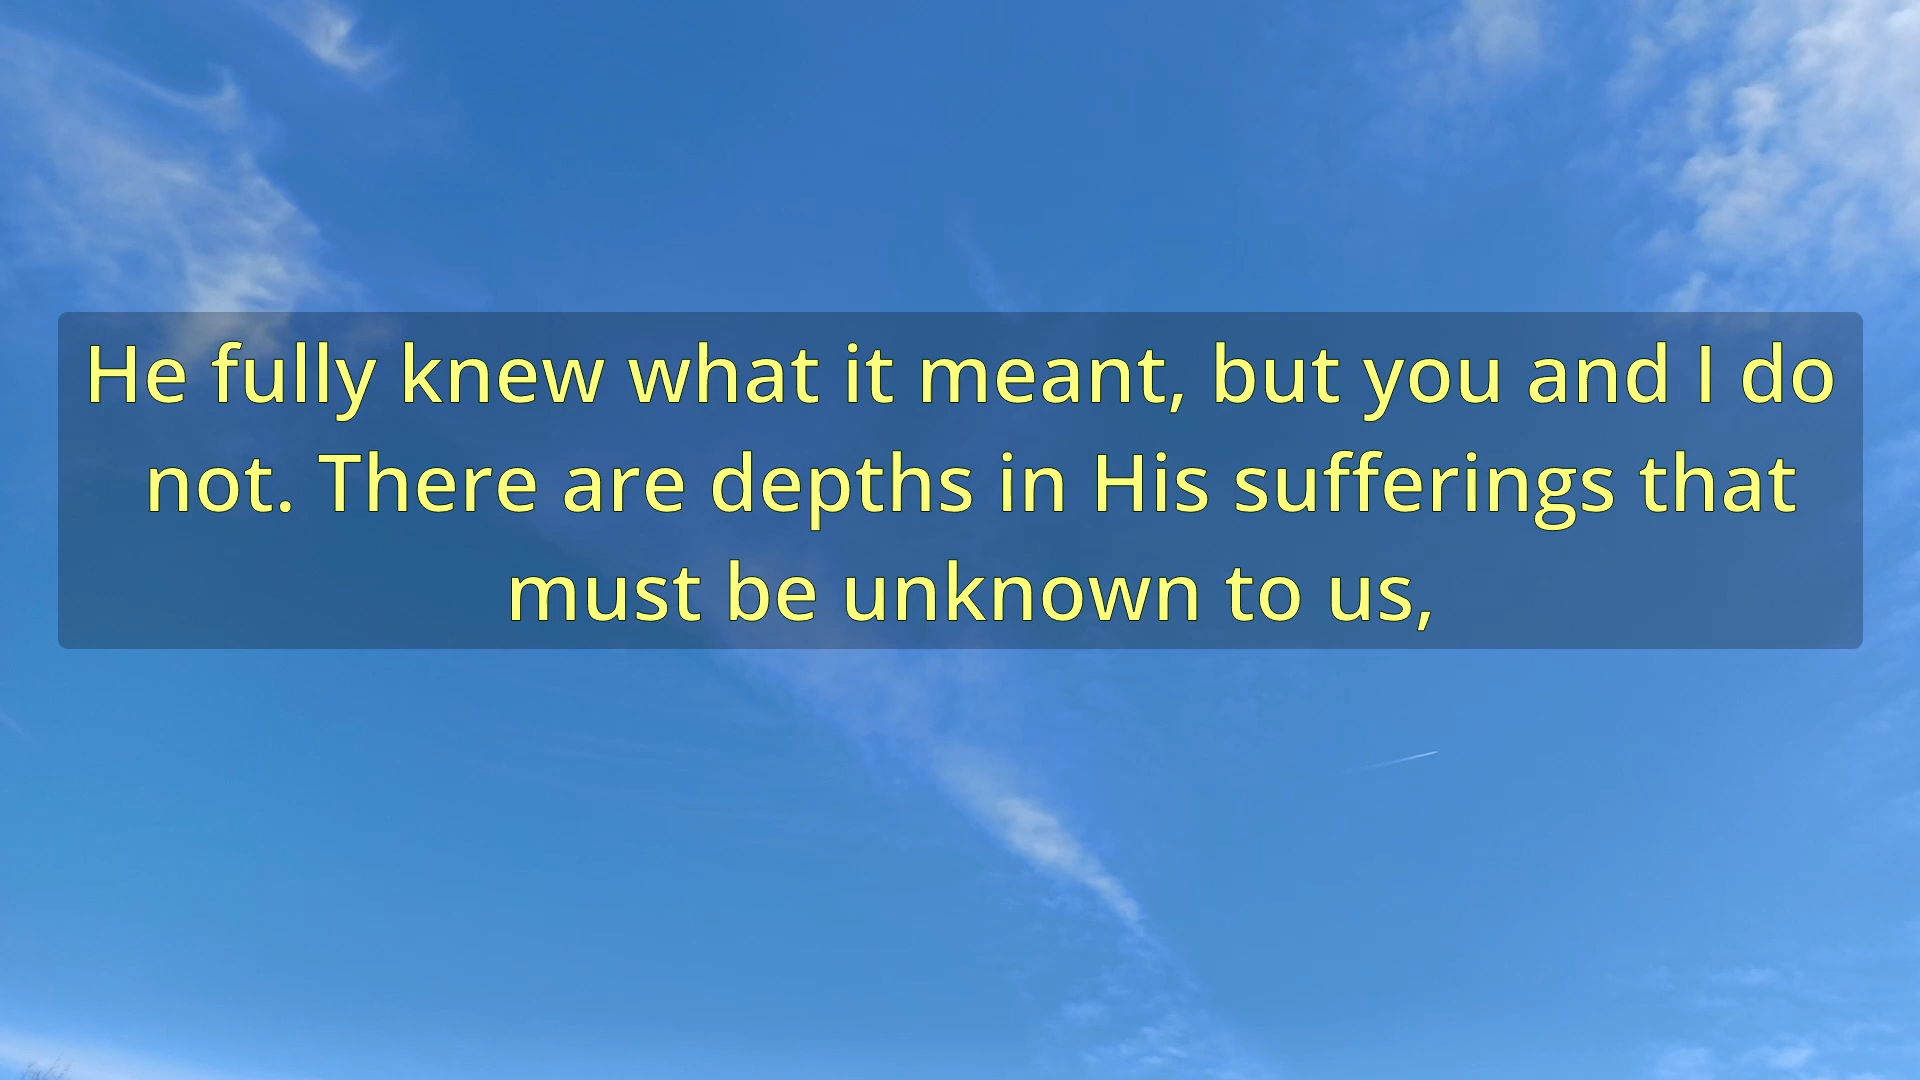 He fully knew what it meant, but you and I do
not. There are depths in His sufferings that
must be unknown to us,